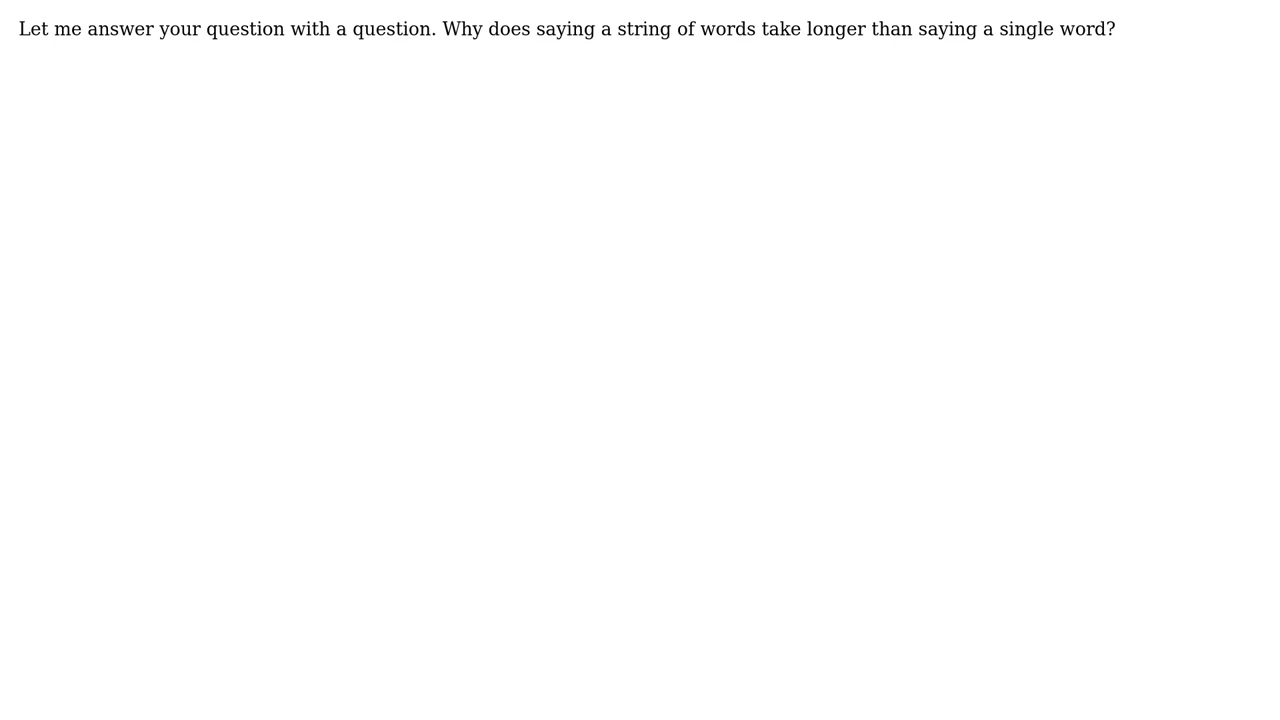 Let me answer your question with a question. Why does saying a string of words take longer than saying a single word?